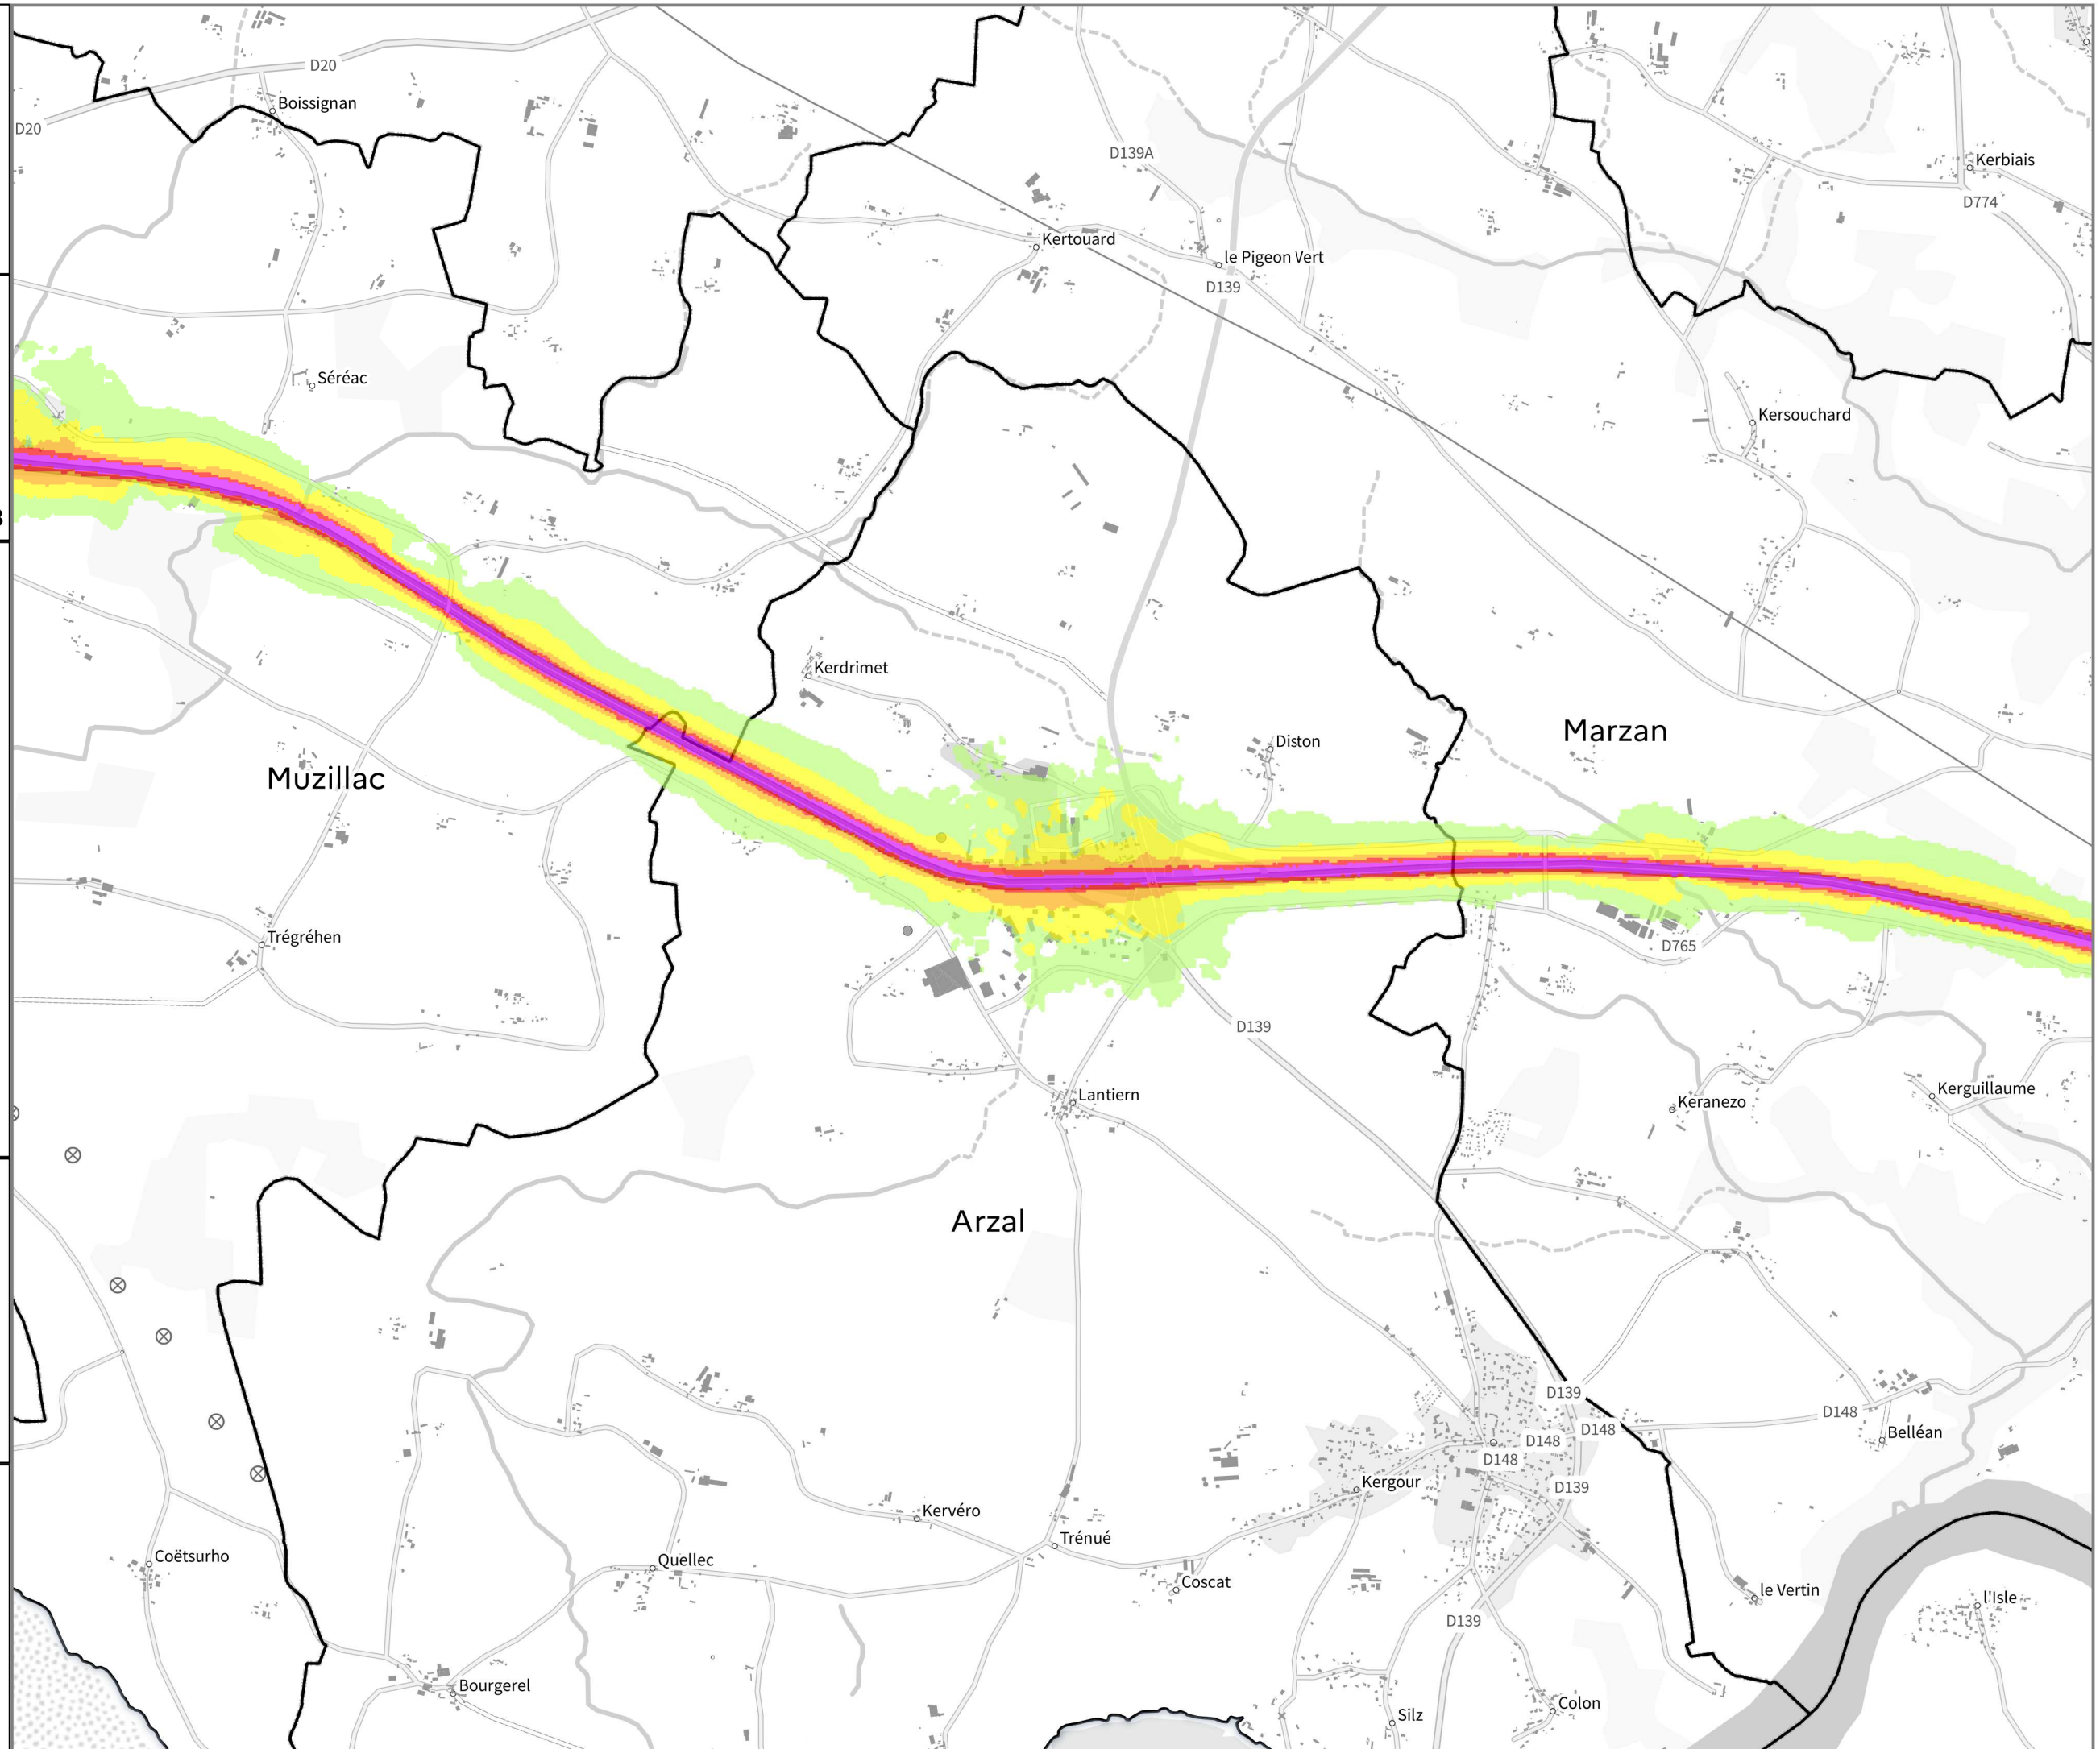 D20
Boissignan
D20
D139A
Kerbiais
D774
Kertouard
le Pigeon Vert
D139
Séréac
Kersouchard
Kerdrimet
Diston
Marzan
Muzillac
Trégréhen
D765
D139
Lantiern
Kerguillaume
Keranezo
Arzal
D139
D148
D148
D148
D148
Belléan
Kergour
D139
Kervéro
Trénué
Coëtsurho
Quellec
Coscat
le Vertin
l'Isle
D139
Bourgerel
Colon
Silz